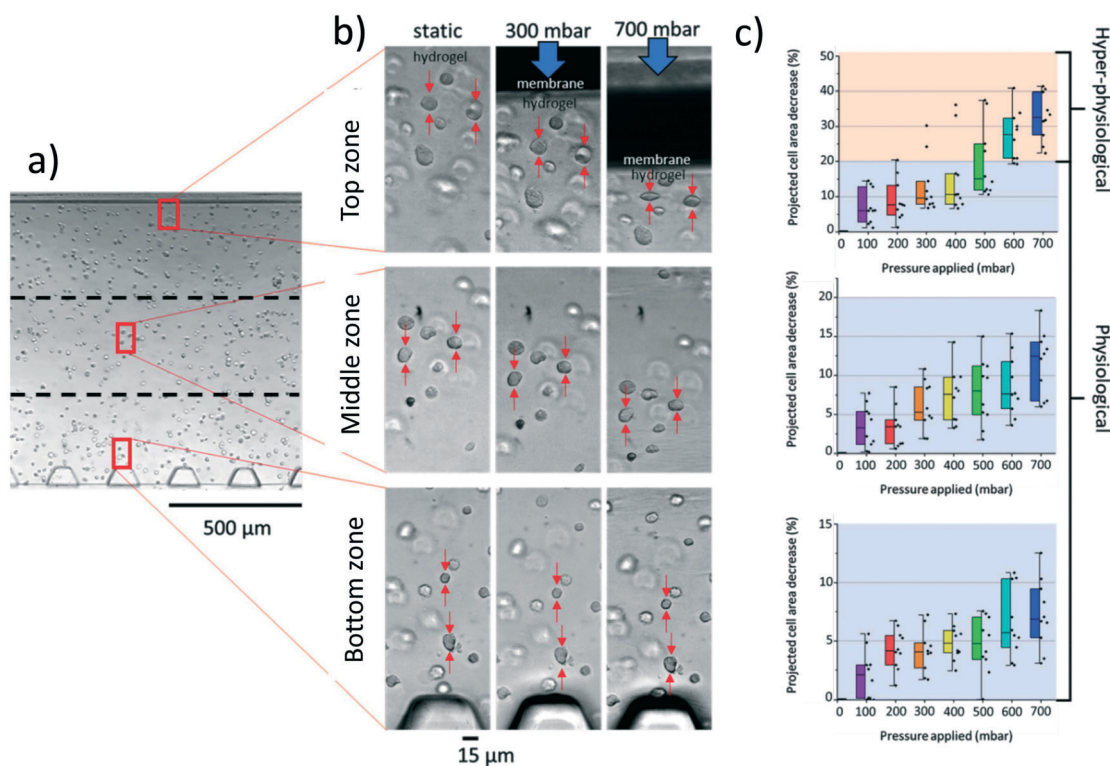 a)
500 µm
b)
static
300 mbar
700 mbar
Top zone
hydrogel
membrane
hydrogel
membrane
hydrogel
Middle zone
Bottom zone
15 µm
c)
Projected cell area decrease (%)
50
40
30
20
10
0
0 100 200 300 400 500 600 700
Pressure applied (mbar)
Projected cell area decrease (%)
20
15
10
5
0
0 100 200 300 400 500 600 700
Pressure applied (mbar)
Projected cell area decrease (%)
15
10
5
0
0 100 200 300 400 500 600 700
Pressure applied (mbar)
Hyper-physiological
Physiological